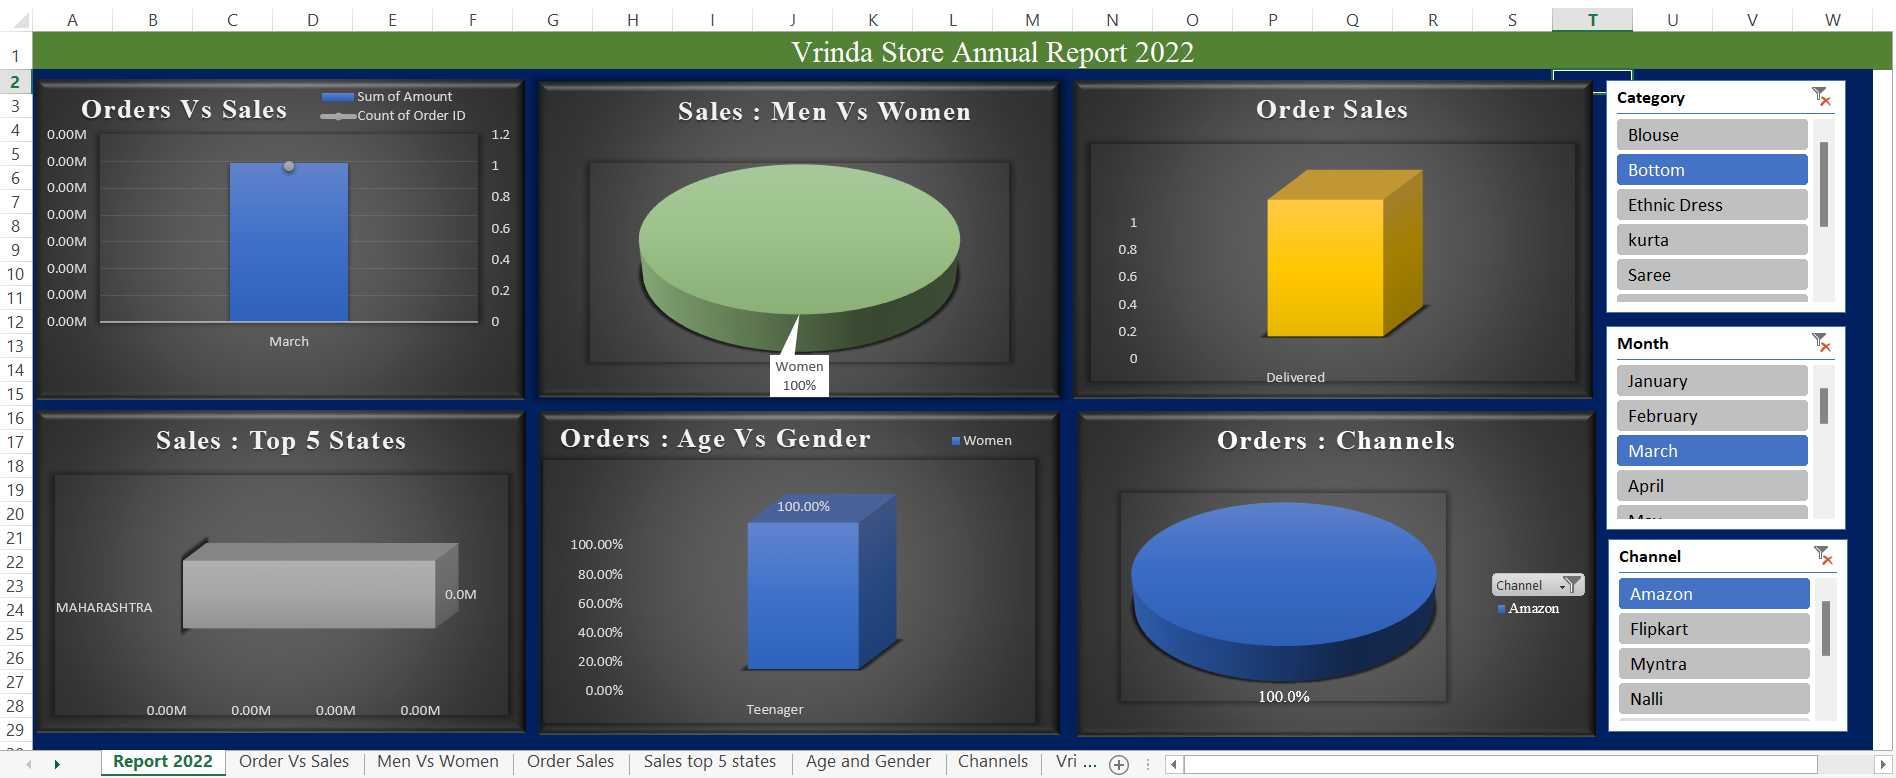 A B C D E F G H I J K L M N O P Q R S T U V W
1
2
3
4
5
6
7
8
9
10
11
12
13
14
15
16
17
18
19
20
21
22
23
24
25
26
27
28
29
Vrinda Store Annual Report 2022
Orders Vs Sales
Sum of Amount
Count of Order ID
0.00M
0.00M
0.00M
0.00M
0.00M
0.00M
0.00M
0.00M
1.2
1
0.8
0.6
0.4
0.2
0
March
Sales : Men Vs Women
Women
100%
Order Sales
1
0.8
0.6
0.4
0.2
0
Delivered
Category
Blouse
Bottom
Ethnic Dress
kurta
Saree
Month
January
February
March
April
May
Channel
Amazon
Flipkart
Myntra
Nalli
Sales : Top 5 States
MAHARASHTRA
0.0M
0.00M 0.00M 0.00M 0.00M
Orders : Age Vs Gender
Women
100.00%
100.00%
80.00%
60.00%
40.00%
20.00%
0.00%
Teenager
Orders : Channels
Channel
Amazon
100.0%
Report 2022 Order Vs Sales Men Vs Women Order Sales Sales top 5 states Age and Gender Channels Vri ...